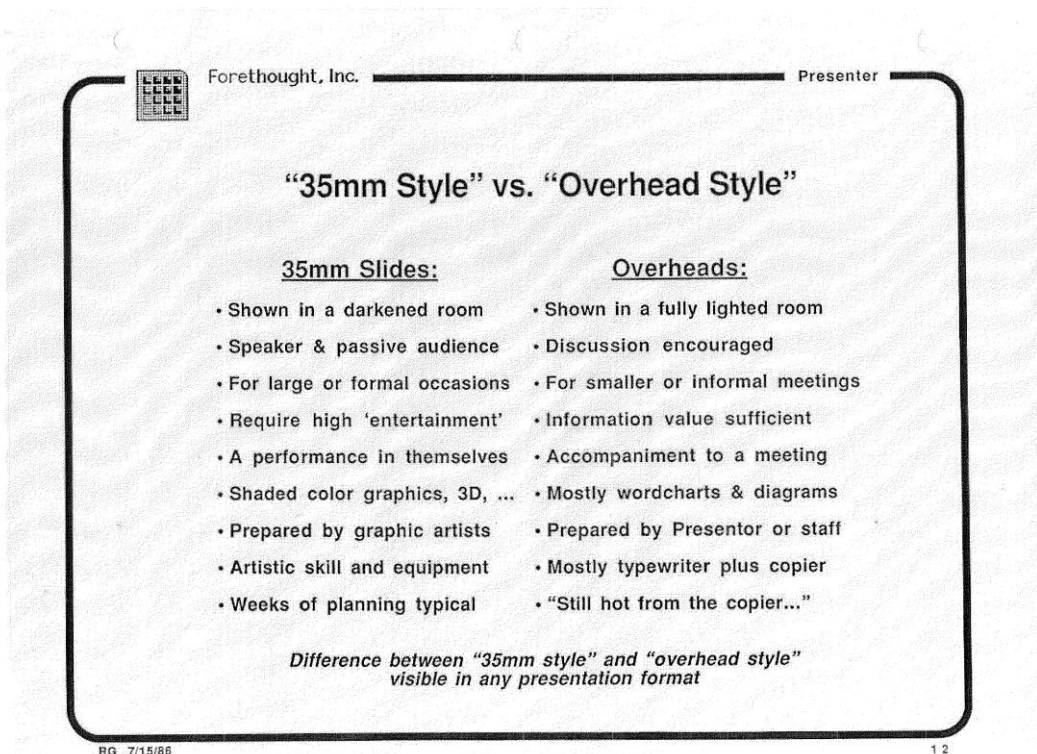 Forethought, Inc.
Presenter
“35mm Style” vs. “Overhead Style”
35mm Slides:
• Shown in a darkened room
• Speaker & passive audience
• For large or formal occasions
• Require high ‘entertainment’
• A performance in themselves
• Shaded color graphics, 3D, ...
• Prepared by graphic artists
• Artistic skill and equipment
• Weeks of planning typical
Overheads:
• Shown in a fully lighted room
• Discussion encouraged
• For smaller or informal meetings
• Information value sufficient
• Accompaniment to a meeting
• Mostly wordcharts & diagrams
• Prepared by Presentor or staff
• Mostly typewriter plus copier
• “Still hot from the copier...”
Difference between “35mm style” and “overhead style”
visible in any presentation format
RG 7/15/86
12